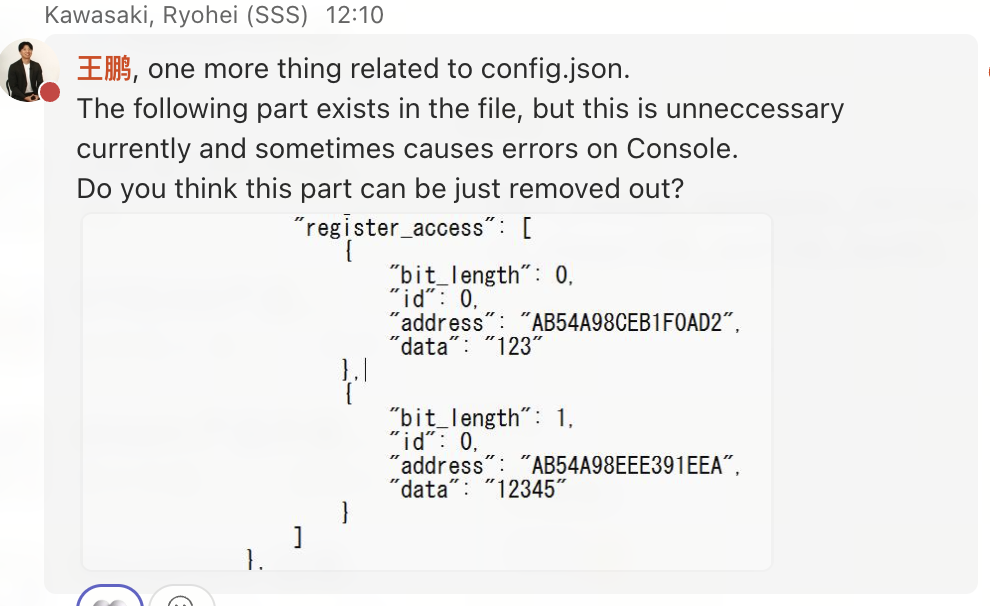 Kawasaki, Ryohei (SSS) 12:10
王鹏, one more thing related to config.json.
The following part exists in the file, but this is unneccessary
currently and sometimes causes errors on Console.
Do you think this part can be just removed out?
"register_access": [
{
"bit_length": 0,
"id": 0,
"address": "AB54A98CEB1F0AD2",
"data": "123"
},
{
"bit_length": 1,
"id": 0,
"address": "AB54A98EEE391EEA",
"data": "12345"
}
]
},